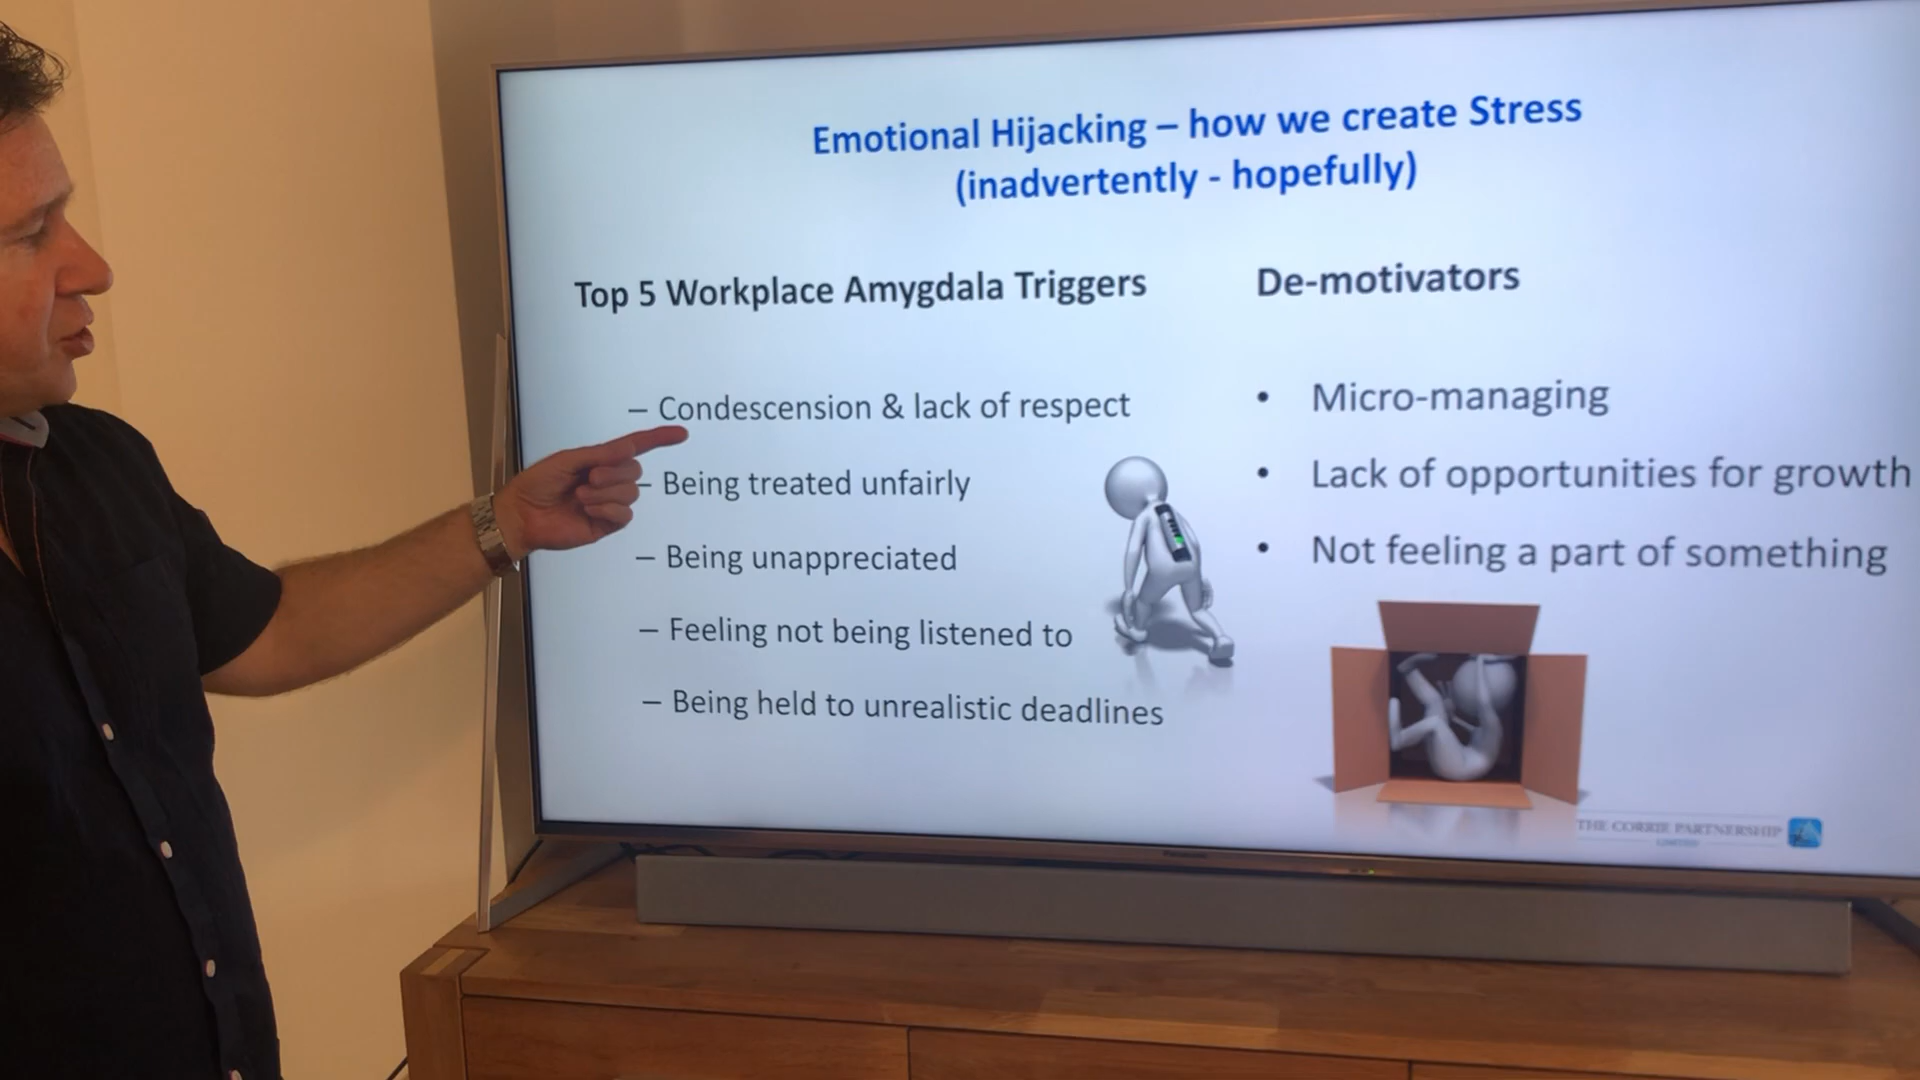 Emotional Hijacking – how we create Stress
(inadvertently - hopefully)
Top 5 Workplace Amygdala Triggers
– Condescension & lack of respect
– Being treated unfairly
– Being unappreciated
– Feeling not being listened to
– Being held to unrealistic deadlines
De-motivators
• Micro-managing
• Lack of opportunities for growth
• Not feeling a part of something
THE CORRIE PARTNERSHIP
LIMITED
Panasonic